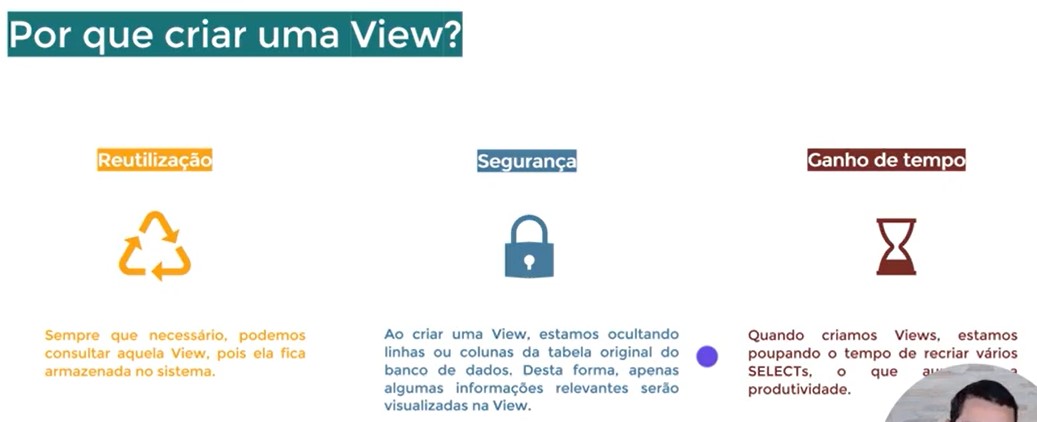 Por que criar uma View?
Reutilização
Sempre que necessário, podemos
consultar aquela View, pois ela fica
armazenada no sistema.
Segurança
Ao criar uma View, estamos ocultando
linhas ou colunas da tabela original do
banco de dados. Desta forma, apenas
algumas informações relevantes serão
visualizadas na View.
Ganho de tempo
Quando criamos Views, estamos
poupando o tempo de recriar vários
SELECTs, o que a
produtividade.